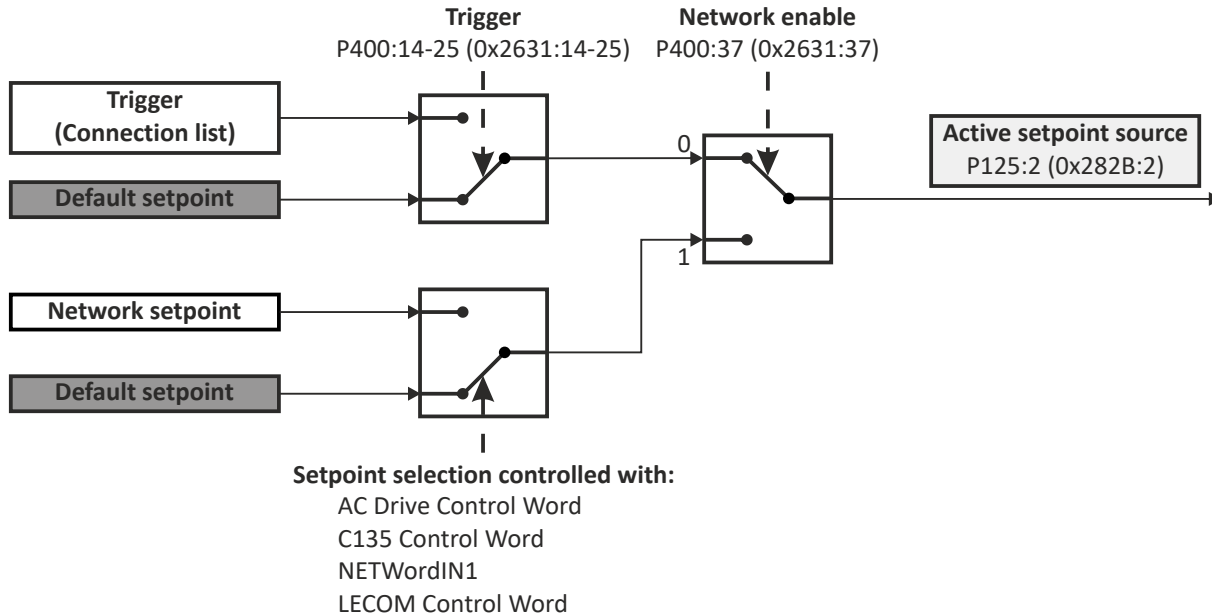 Trigger
P400:14-25 (0x2631:14-25)
Network enable
P400:37 (0x2631:37)
Trigger
(Connection list)
Default setpoint
0
1
Active setpoint source
P125:2 (0x282B:2)
Network setpoint
Default setpoint
Setpoint selection controlled with:
AC Drive Control Word
C135 Control Word
NETWordIN1
LECOM Control Word